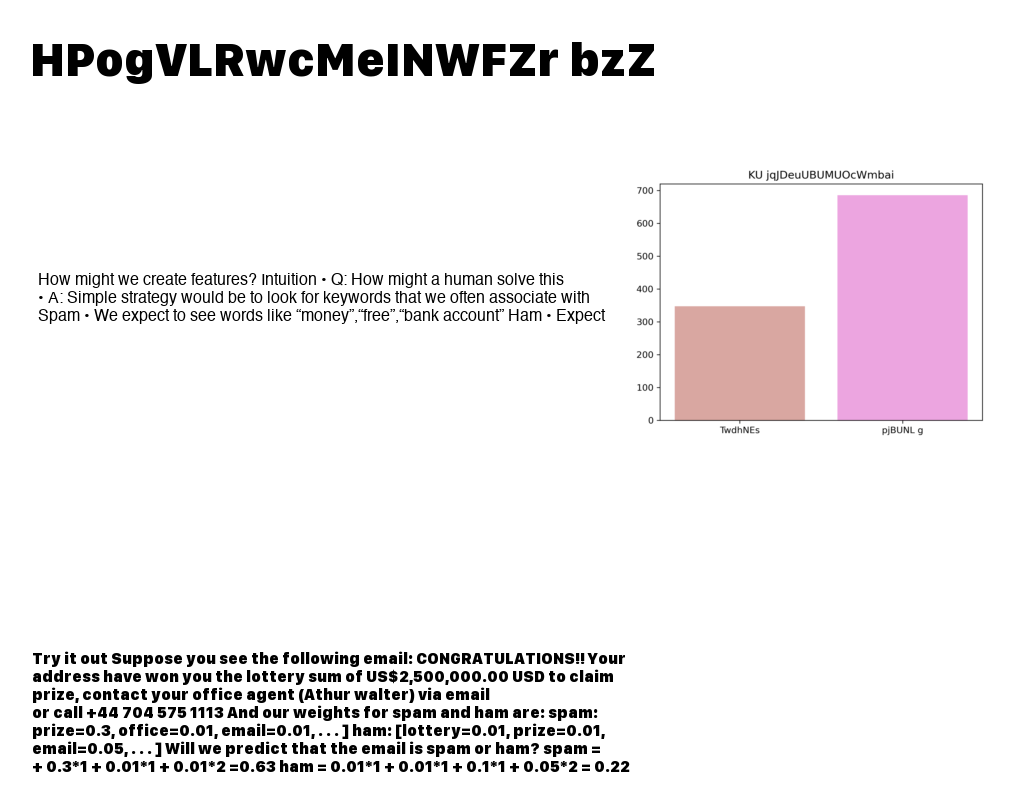 HPogVLRwcMeINWFZr bzZ
KU jqJDeuUBUMUOcWmbai
700
600
500
400
300
200
100
0
TwdhNEs
pjBUNL g
How might we create features? Intuition • Q: How might a human solve this
• A: Simple strategy would be to look for keywords that we often associate with
Spam • We expect to see words like “money”,“free”,“bank account” Ham • Expect
Try it out Suppose you see the following email: CONGRATULATIONS!! Your
address have won you the lottery sum of US$2,500,000.00 USD to claim
prize, contact your office agent (Athur walter) via email
or call +44 704 575 1113 And our weights for spam and ham are: spam:
prize=0.3, office=0.01, email=0.01, . . . ] ham: [lottery=0.01, prize=0.01,
email=0.05, . . . ] Will we predict that the email is spam or ham? spam =
+ 0.3*1 + 0.01*1 + 0.01*2 =0.63 ham = 0.01*1 + 0.01*1 + 0.1*1 + 0.05*2 = 0.22